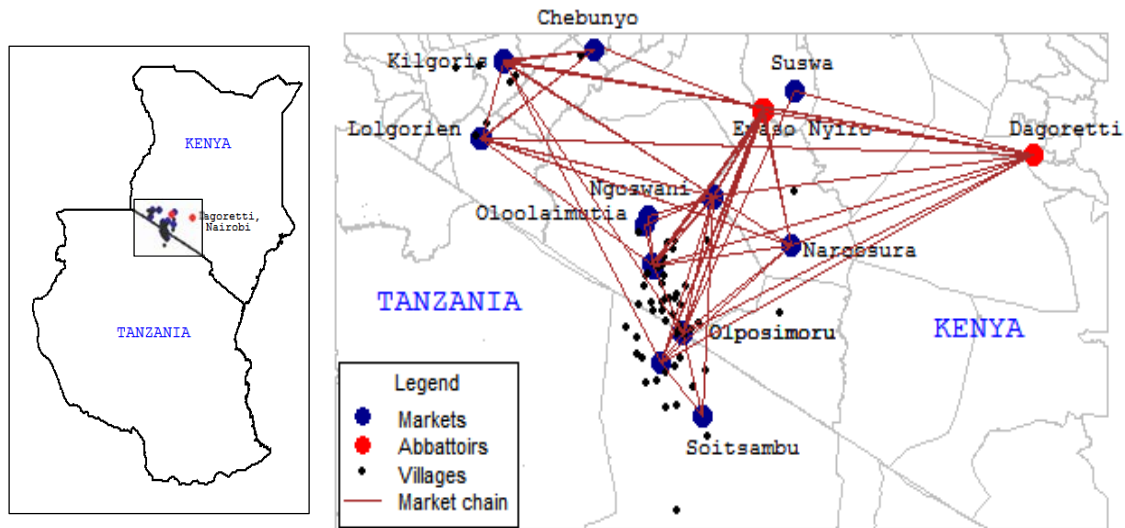 KENYA
Dagoretti,
Nairobi
TANZANIA
Chebunyo
Kilgoris
Suswa
Lolgorien
Ewaso Nyiro
Dagoretti
Ngoswani
Ololaimutia
Naroosura
TANZANIA
Olposimoru
KENYA
Soitsambu
Legend
Markets
Abbattoirs
Villages
Market chain